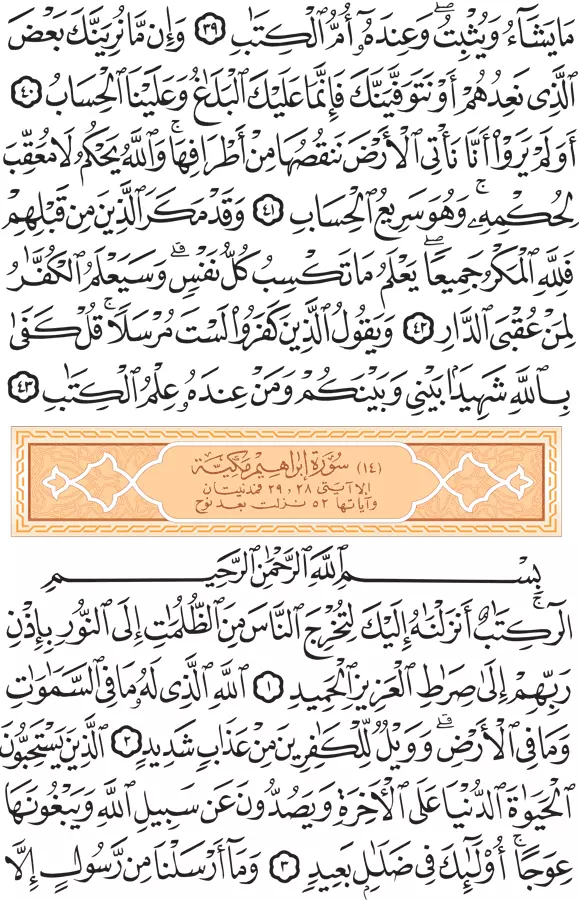 مَا يَشَآءُ وَيُثْبِتُ ۖ وَعِندَهُۥٓ أُمُّ ٱلْكِتَٰبِ ٣٩ وَإِن مَّا نُرِيَنَّكَ بَعْضَ
ٱلَّذِى نَعِدُهُمْ أَوْ نَتَوَفَّيَنَّكَ فَإِنَّمَا عَلَيْكَ ٱلْبَلَٰغُ وَعَلَيْنَا ٱلْحِسَابُ ٤٠
أَوَلَمْ يَرَوْا۟ أَنَّا نَأْتِى ٱلْأَرْضَ نَنقُصُهَا مِنْ أَطْرَافِهَا ۚ وَٱللَّهُ يَحْكُمُ لَا مُعَقِّبَ
لِحُكْمِهِۦ ۚ وَهُوَ سَرِيعُ ٱلْحِسَابِ ٤١ وَقَدْ مَكَرَ ٱلَّذِينَ مِن قَبْلِهِمْ
فَلِلَّهِ ٱلْمَكْرُ جَمِيعًا ۖ يَعْلَمُ مَا تَكْسِبُ كُلُّ نَفْسٍ ۗ وَسَيَعْلَمُ ٱلْكُفَّٰرُ
لِمَنْ عُقْبَى ٱلدَّارِ ٤٢ وَيَقُولُ ٱلَّذِينَ كَفَرُوا۟ لَسْتَ مُرْسَلًا ۚ قُلْ كَفَىٰ
بِٱللَّهِ شَهِيدًۢا بَيْنِى وَبَيْنَكُمْ وَمَنْ عِندَهُۥ عِلْمُ ٱلْكِتَٰبِ ٤٣
(١٤) سُورَة إبراهيم مَكيَّة
إلا آيتى ٢٨ ، ٢٩ فمدنيتان
وآياتها ٥٢ نزلت بعد نوح
بِسْمِ ٱللَّهِ ٱلرَّحْمَٰنِ ٱلرَّحِيمِ
الٓر ۚ كِتَٰبٌ أَنزَلْنَٰهُ إِلَيْكَ لِتُخْرِجَ ٱلنَّاسَ مِنَ ٱلظُّلُمَٰتِ إِلَى ٱلنُّورِ بِإِذْنِ
رَبِّهِمْ إِلَىٰ صِرَٰطِ ٱلْعَزِيزِ ٱلْحَمِيدِ ١ ٱللَّهِ ٱلَّذِى لَهُۥ مَا فِى ٱلسَّمَٰوَٰتِ
وَمَا فِى ٱلْأَرْضِ ۗ وَوَيْلٌ لِّلْكَٰفِرِينَ مِنْ عَذَابٍ شَدِيدٍ ٢ ٱلَّذِينَ يَسْتَحِبُّونَ
ٱلْحَيَوٰةَ ٱلدُّنْيَا عَلَى ٱلْءَاخِرَةِ وَيَصُدُّونَ عَن سَبِيلِ ٱللَّهِ وَيَبْغُونَهَا
عِوَجًا ۚ أُو۟لَٰٓئِكَ فِى ضَلَٰلٍۭ بَعِيدٍ ٣ وَمَآ أَرْسَلْنَا مِن رَّسُولٍ إِلَّا